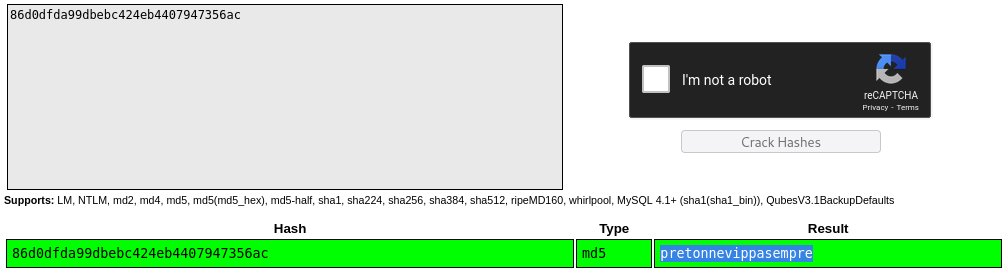 86d0dfda99dbebc424eb4407947356ac
I'm not a robot
reCAPTCHA
Privacy - Terms
Crack Hashes
Supports: LM, NTLM, md2, md4, md5, md5(md5_hex), md5-half, sha1, sha224, sha256, sha384, sha512, ripeMD160, whirlpool, MySQL 4.1+ (sha1(sha1_bin)), QubesV3.1BackupDefaults
Hash Type Result
86d0dfda99dbebc424eb4407947356ac md5 pretonnevippasempre